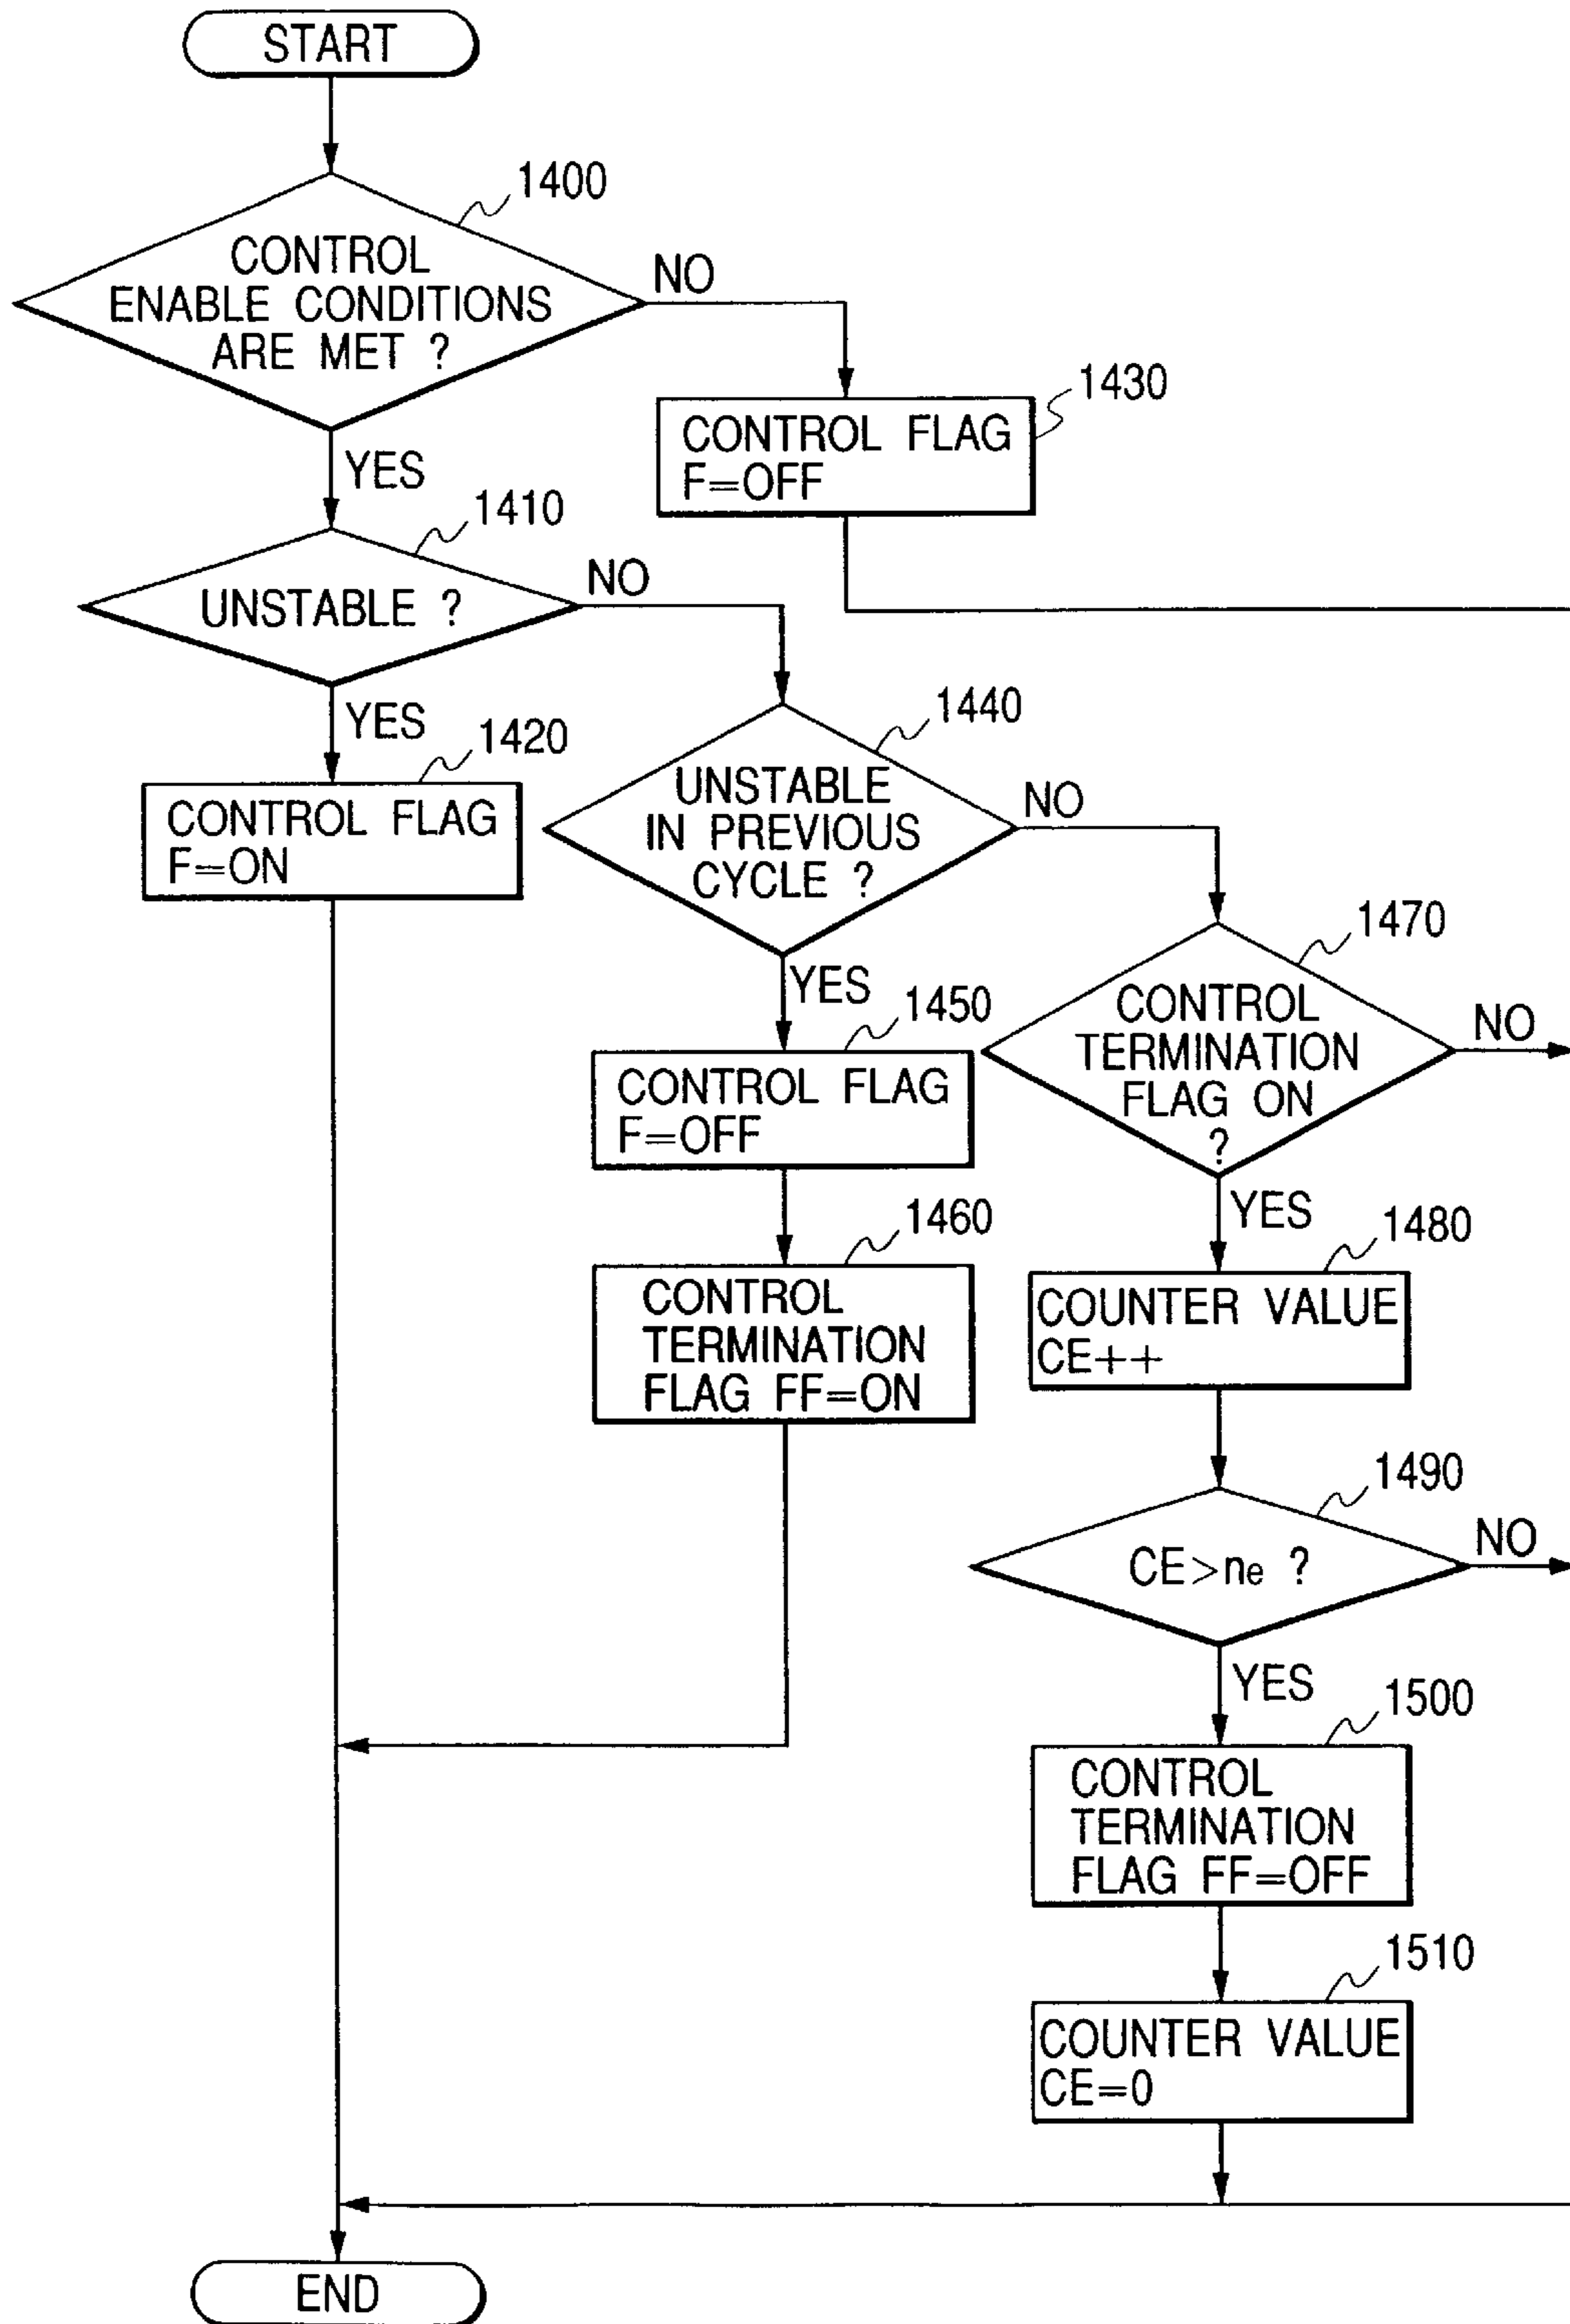 START
1400
CONTROL
ENABLE CONDITIONS
ARE MET ?
NO
YES
1430
CONTROL FLAG
F=OFF
1410
UNSTABLE ?
NO
YES
1420
CONTROL FLAG
F=ON
1440
UNSTABLE
IN PREVIOUS
CYCLE ?
NO
YES
1450
CONTROL FLAG
F=OFF
1460
CONTROL
TERMINATION
FLAG FF=ON
1470
CONTROL
TERMINATION
FLAG ON
?
NO
YES
1480
COUNTER VALUE
CE++
1490
CE>ne ?
NO
YES
1500
CONTROL
TERMINATION
FLAG FF=OFF
1510
COUNTER VALUE
CE=0
END